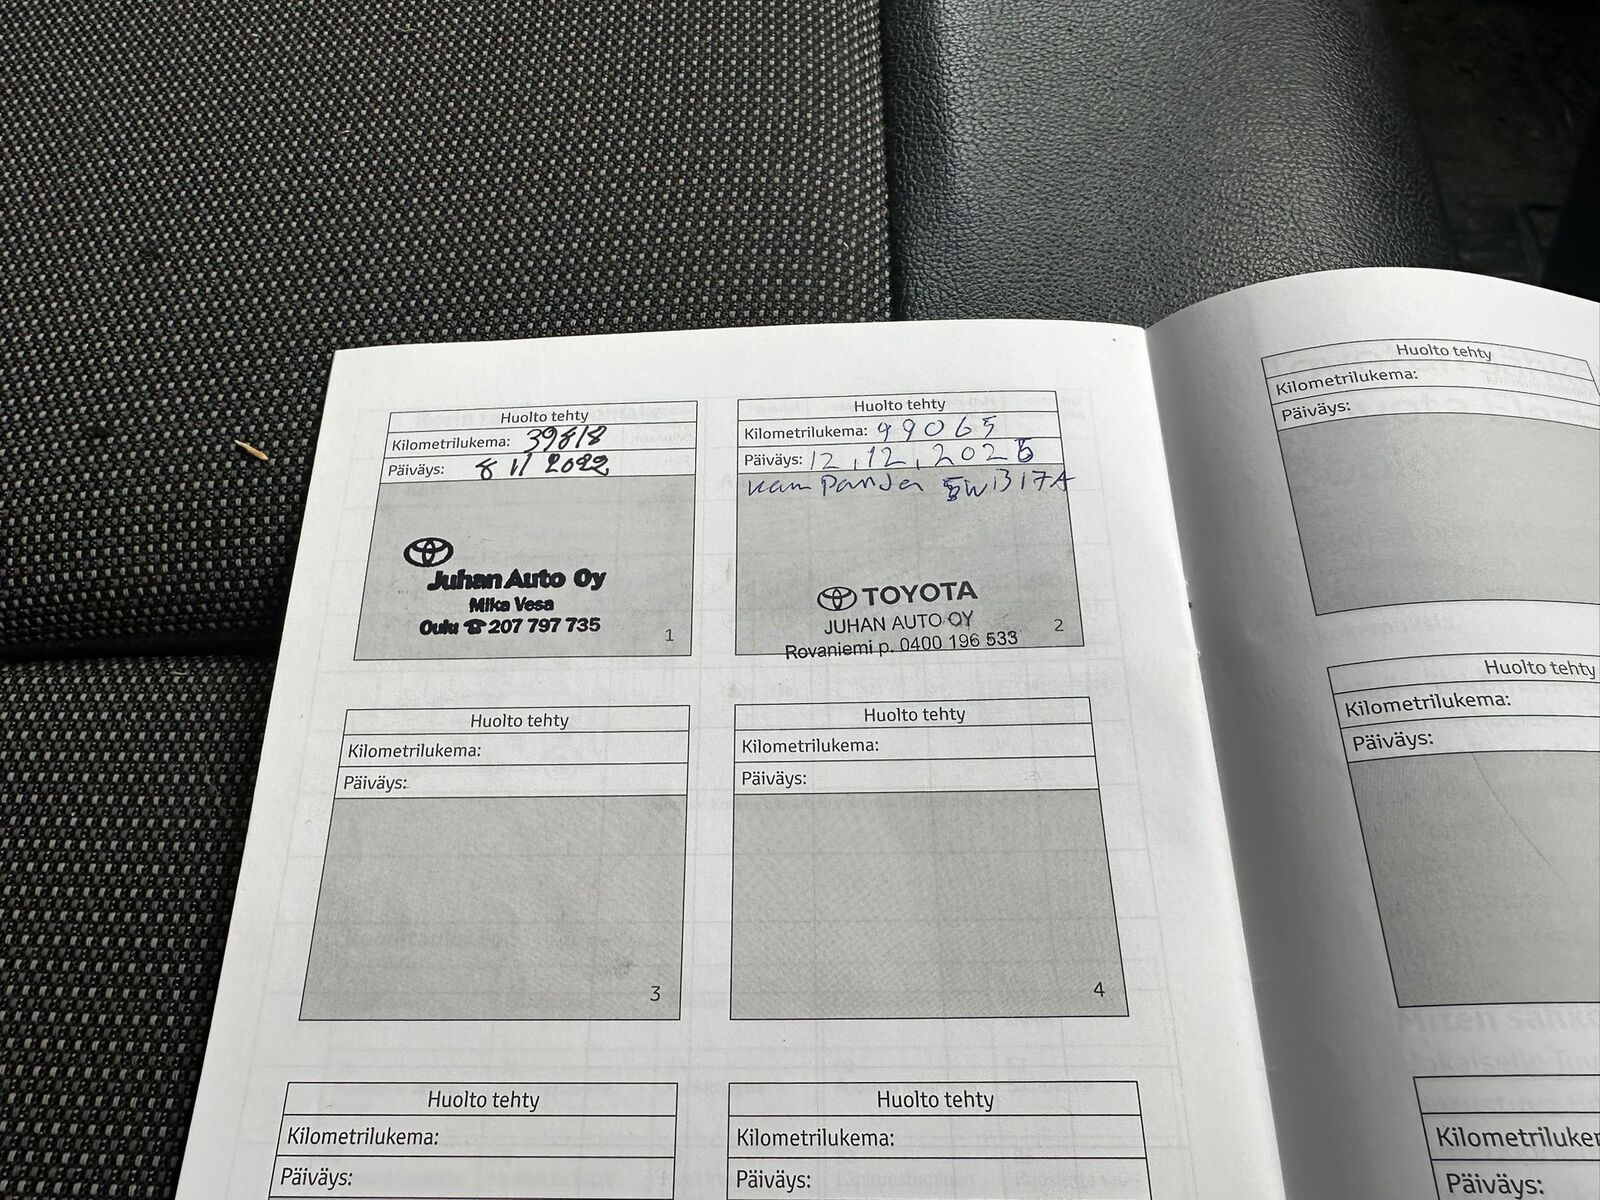 Huolto tehty
Kilometrilukema: 39818
Päiväys: 8 11 2022
Juhan Auto Oy
Mika Vesa
Oulu ☎ 207 797 735
1
Huolto tehty
Kilometrilukema: 99065
Päiväys: 12.12.2025
TOYOTA
JUHAN AUTO OY
Rovaniemi p. 0400 196 533
2
Huolto tehty
Kilometrilukema:
Päiväys:
3
Huolto tehty
Kilometrilukema:
Päiväys:
4
Huolto tehty
Kilometrilukema:
Päiväys:
Huolto tehty
Kilometrilukema:
Päiväys:
Huolto tehty
Kilometrilukema:
Päiväys:
Huolto tehty
Kilometrilukema:
Päiväys:
Kilometriluker
Päiväys: